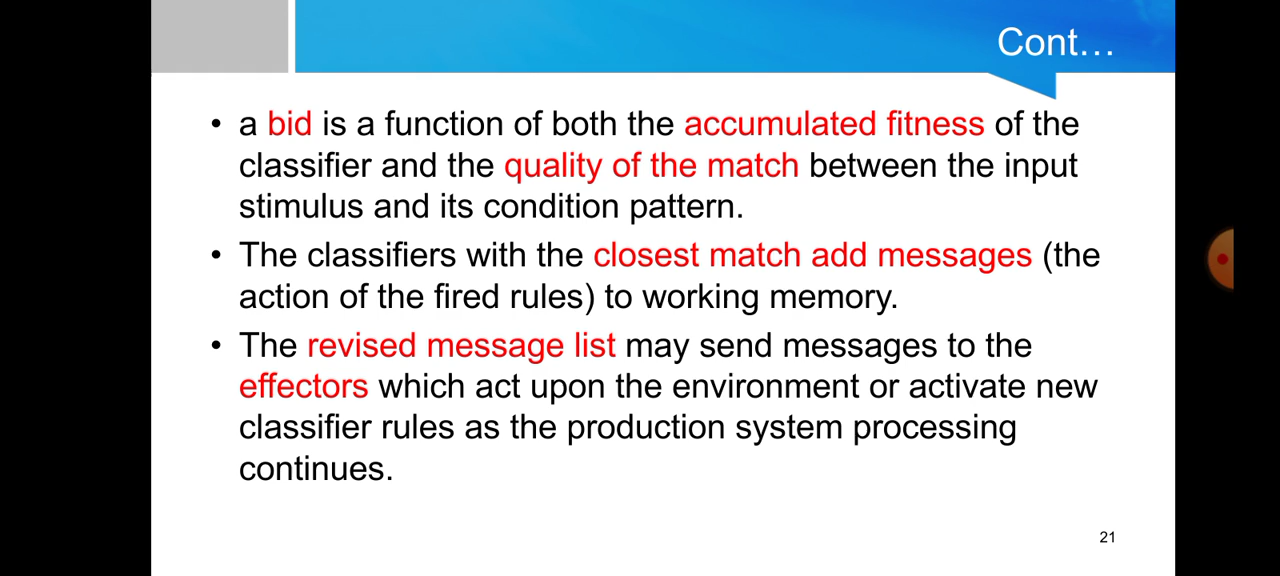 Cont...
• a bid is a function of both the accumulated fitness of the
classifier and the quality of the match between the input
stimulus and its condition pattern.
• The classifiers with the closest match add messages (the
action of the fired rules) to working memory.
• The revised message list may send messages to the
effectors which act upon the environment or activate new
classifier rules as the production system processing
continues.
21